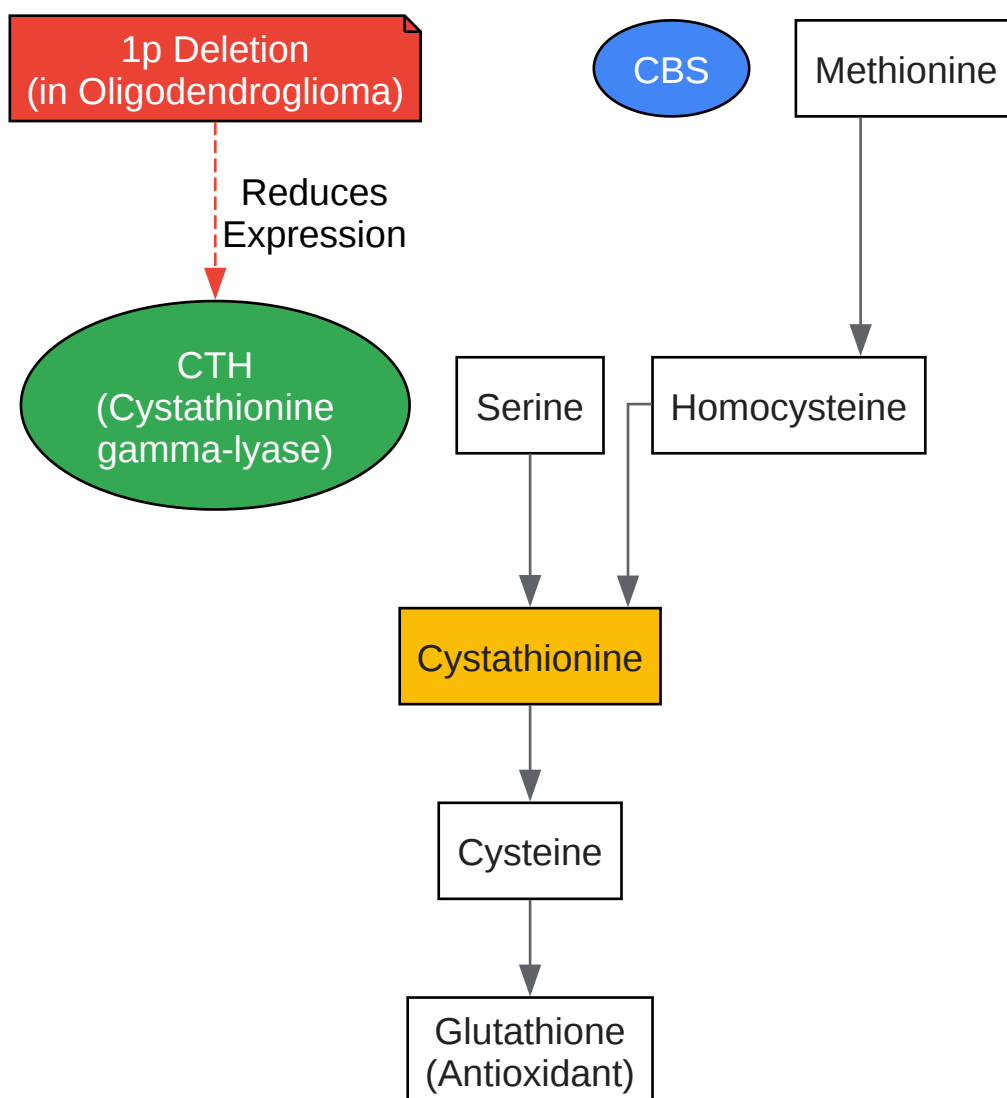 1p Deletion
(in Oligodendroglioma)
CBS
Methionine
Reduces
Expression
CTH
(Cystathionine
gamma-lyase)
Serine
Homocysteine
Cystathionine
Cysteine
Glutathione
(Antioxidant)